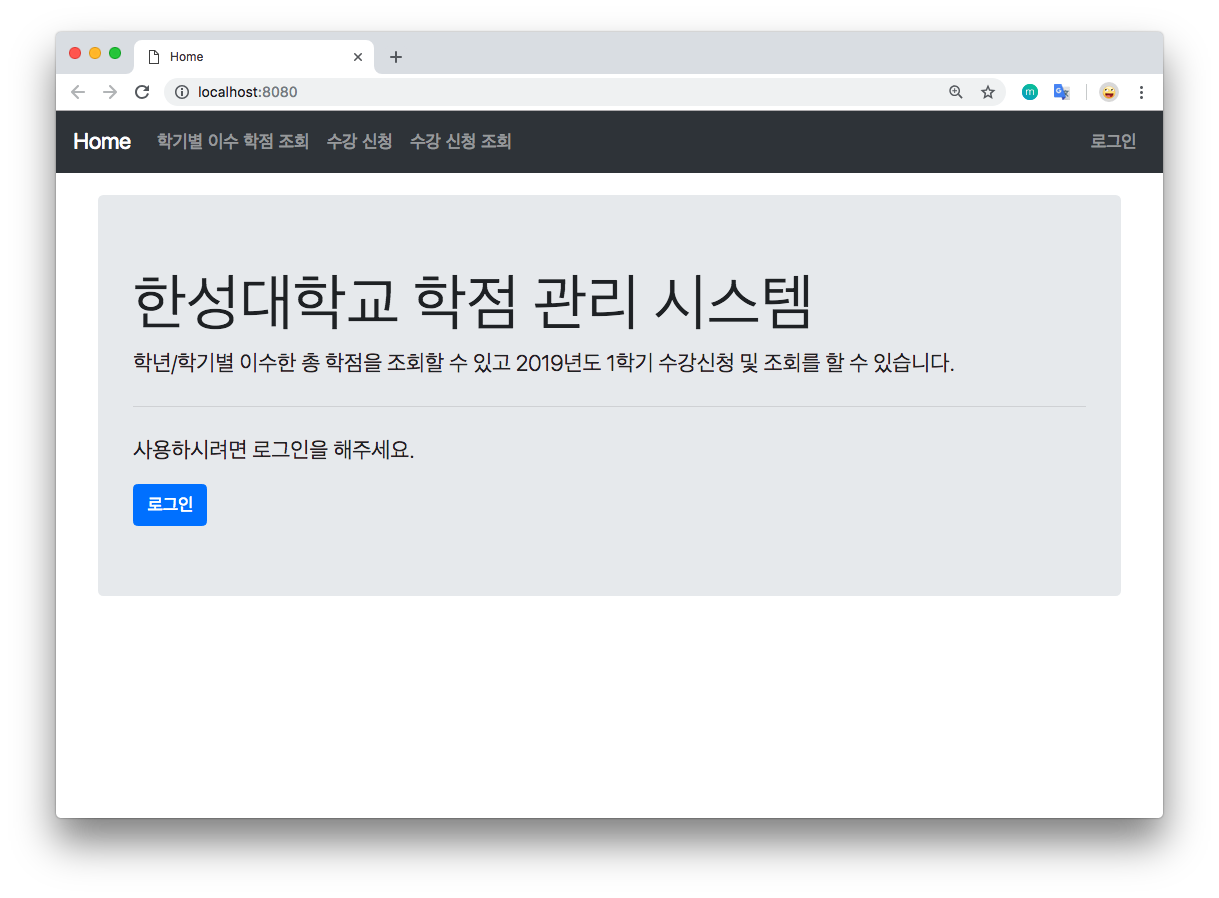 Home
localhost:8080
m
Home 학기별 이수 학점 조회 수강 신청 수강 신청 조회 로그인
한성대학교 학점 관리 시스템
학년/학기별 이수한 총 학점을 조회할 수 있고 2019년도 1학기 수강신청 및 조회를 할 수 있습니다.
사용하시려면 로그인을 해주세요.
로그인